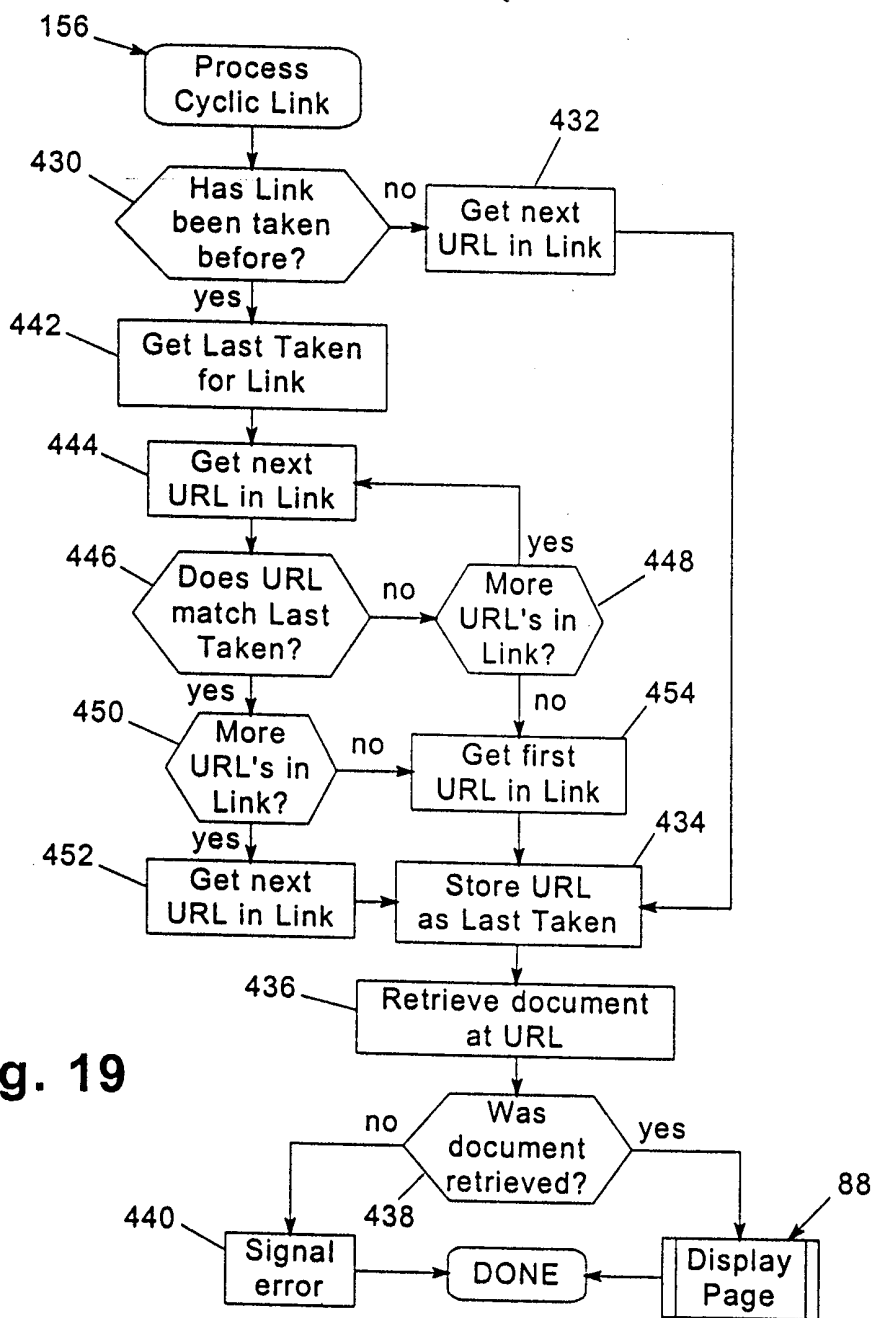 156
Process
Cyclic Link
430
Has Link
been taken
before?
no
432
Get next
URL in Link
yes
442
Get Last Taken
for Link
444
Get next
URL in Link
446
Does URL
match Last
Taken?
no
yes
More
URL's in
Link?
448
yes
no
450
More
URL's in
Link?
no
454
Get first
URL in Link
yes
452
Get next
URL in Link
434
Store URL
as Last Taken
436
Retrieve document
at URL
g. 19
no
Was
document
retrieved?
yes
438
88
440
Signal
error
DONE
Display
Page